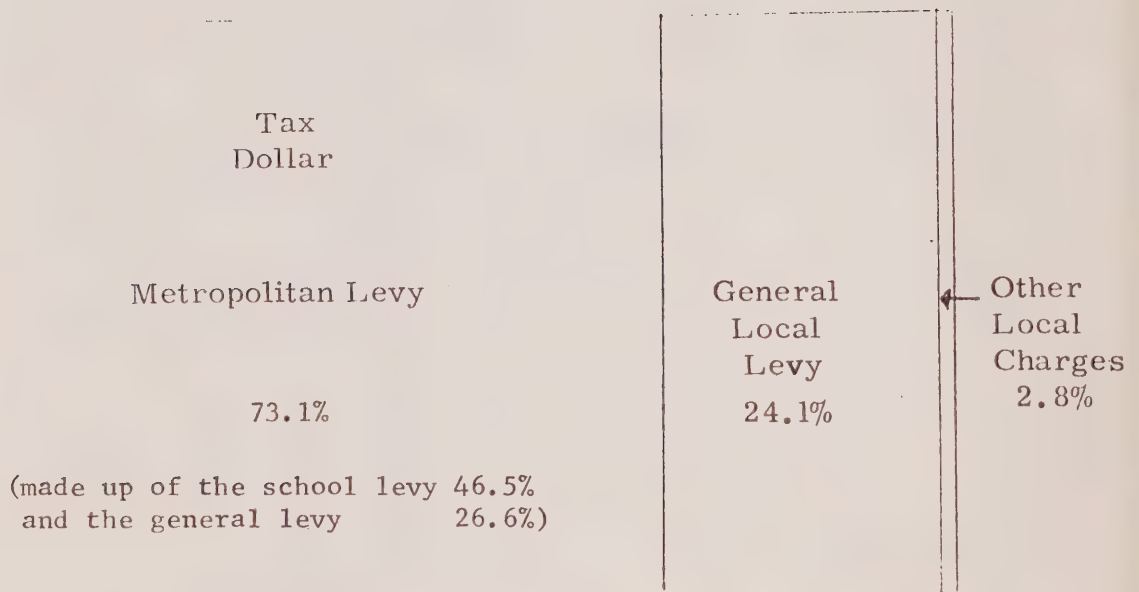 Tax
Dollar
Metropolitan Levy
73.1%
(made up of the school levy 46.5%
and the general levy 26.6%)
General
Local
Levy
24.1%
Other
Local
Charges
2.8%